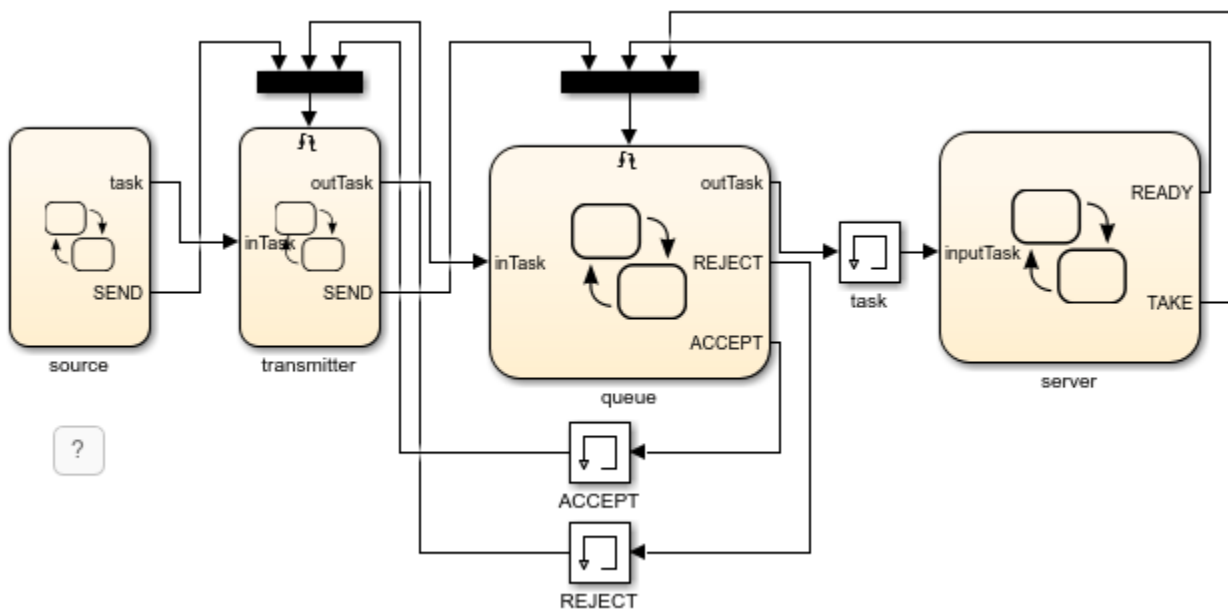 task
SEND
source
outTask
inTask
SEND
transmitter
outTask
inTask
REJECT
ACCEPT
queue
task
READY
inputTask
TAKE
server
?
ACCEPT
REJECT